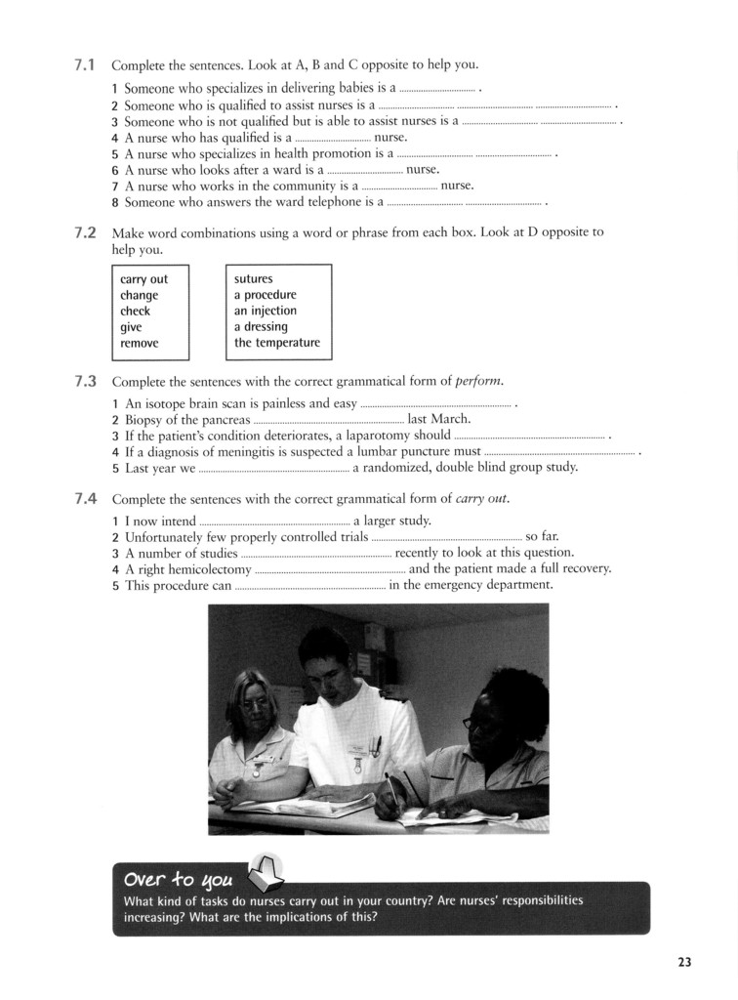 7.1 Complete the sentences. Look at A, B and C opposite to help you.
1 Someone who specializes in delivering babies is a ................................ .
2 Someone who is qualified to assist nurses is a ................................ ................................ ................................ .
3 Someone who is not qualified but is able to assist nurses is a ................................ ................................ .
4 A nurse who has qualified is a ................................ nurse.
5 A nurse who specializes in health promotion is a ................................ ................................ .
6 A nurse who looks after a ward is a ................................ nurse.
7 A nurse who works in the community is a ................................ nurse.
8 Someone who answers the ward telephone is a ................................ ................................ .
7.2 Make word combinations using a word or phrase from each box. Look at D opposite to
help you.
carry out
change
check
give
remove
sutures
a procedure
an injection
a dressing
the temperature
7.3 Complete the sentences with the correct grammatical form of perform.
1 An isotope brain scan is painless and easy ................................ .
2 Biopsy of the pancreas ................................ last March.
3 If the patient's condition deteriorates, a laparotomy should ................................ .
4 If a diagnosis of meningitis is suspected a lumbar puncture must ................................ .
5 Last year we ................................ a randomized, double blind group study.
7.4 Complete the sentences with the correct grammatical form of carry out.
1 I now intend ................................ a larger study.
2 Unfortunately few properly controlled trials ................................ so far.
3 A number of studies ................................ recently to look at this question.
4 A right hemicolectomy ................................ and the patient made a full recovery.
5 This procedure can ................................ in the emergency department.
Over to you
What kind of tasks do nurses carry out in your country? Are nurses' responsibilities
increasing? What are the implications of this?
23